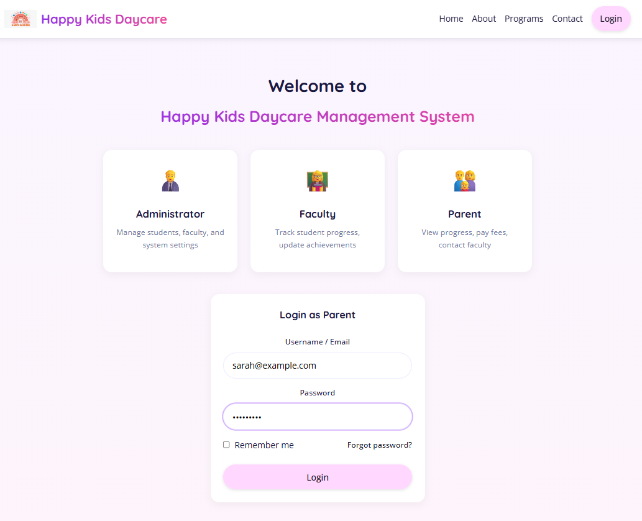 Happy Kids Daycare
Home About Programs Contact Login
Welcome to
Happy Kids Daycare Management System
Administrator
Manage students, faculty, and
system settings
Faculty
Track student progress,
update achievements
Parent
View progress, pay fees,
contact faculty
Login as Parent
Username / Email
sarah@example.com
Password
•••••••••
Remember me Forgot password?
Login